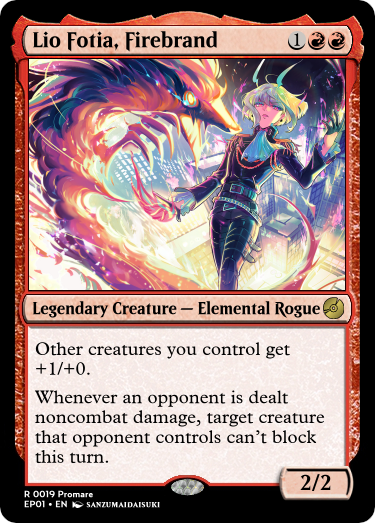 Lio Fotia, Firebrand 1
Legendary Creature — Elemental Rogue
Other creatures you control get
+1/+0.
Whenever an opponent is dealt
noncombat damage, target creature
that opponent controls can't block
this turn.
2/2
R 0019 Promare
EP01 • EN SANZUMAIDAISUKI